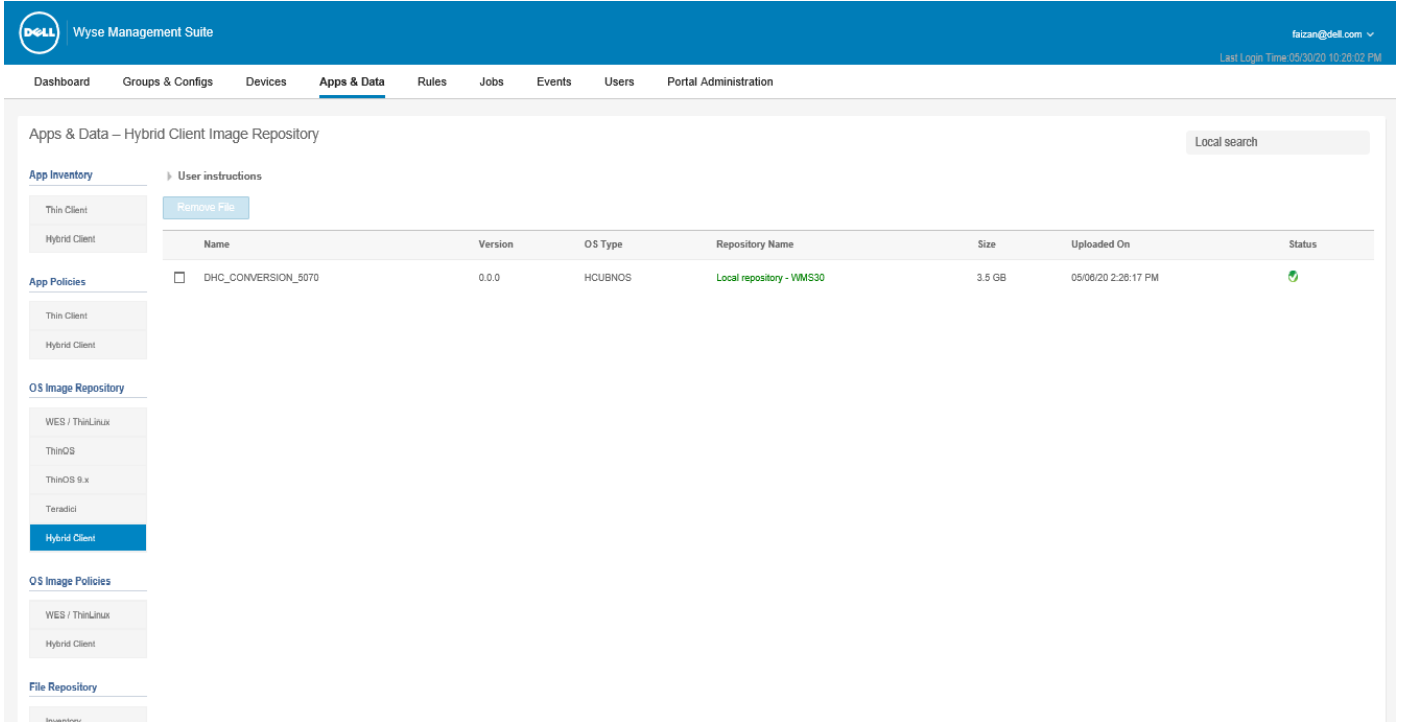 DELL Wyse Management Suite
faizan@dell.com
Last Login Time:05/30/20 10:26:02 PM
Dashboard Groups & Configs Devices Apps & Data Rules Jobs Events Users Portal Administration
Apps & Data – Hybrid Client Image Repository
Local search
App Inventory
Thin Client
Hybrid Client
App Policies
Thin Client
Hybrid Client
OS Image Repository
WES / ThinLinux
ThinOS
ThinOS 9.x
Teradici
Hybrid Client
OS Image Policies
WES / ThinLinux
Hybrid Client
File Repository
Inventory
User instructions
Remove File
Name Version OS Type Repository Name Size Uploaded On Status
DHC_CONVERSION_5070 0.0.0 HCUBNOS Local repository - WMS30 3.5 GB 05/06/20 2:26:17 PM